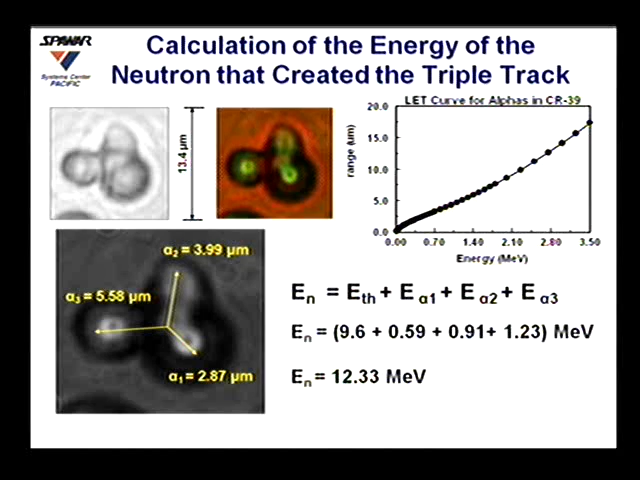 SPAWAR
Systems Center
PACIFIC
Calculation of the Energy of the
Neutron that Created the Triple Track
13.4 µm
LET Curve for Alphas in CR-39
range (um)
20.0
15.0
10.0
5.0
0.0
0.00 0.70 1.40 2.10 2.80 3.50
Energy (MeV)
α2 = 3.99 µm
α3 = 5.58 µm
α1 = 2.87 µm
En = Eth + Eα1 + Eα2 + Eα3
En = (9.6 + 0.59 + 0.91+ 1.23) MeV
En = 12.33 MeV